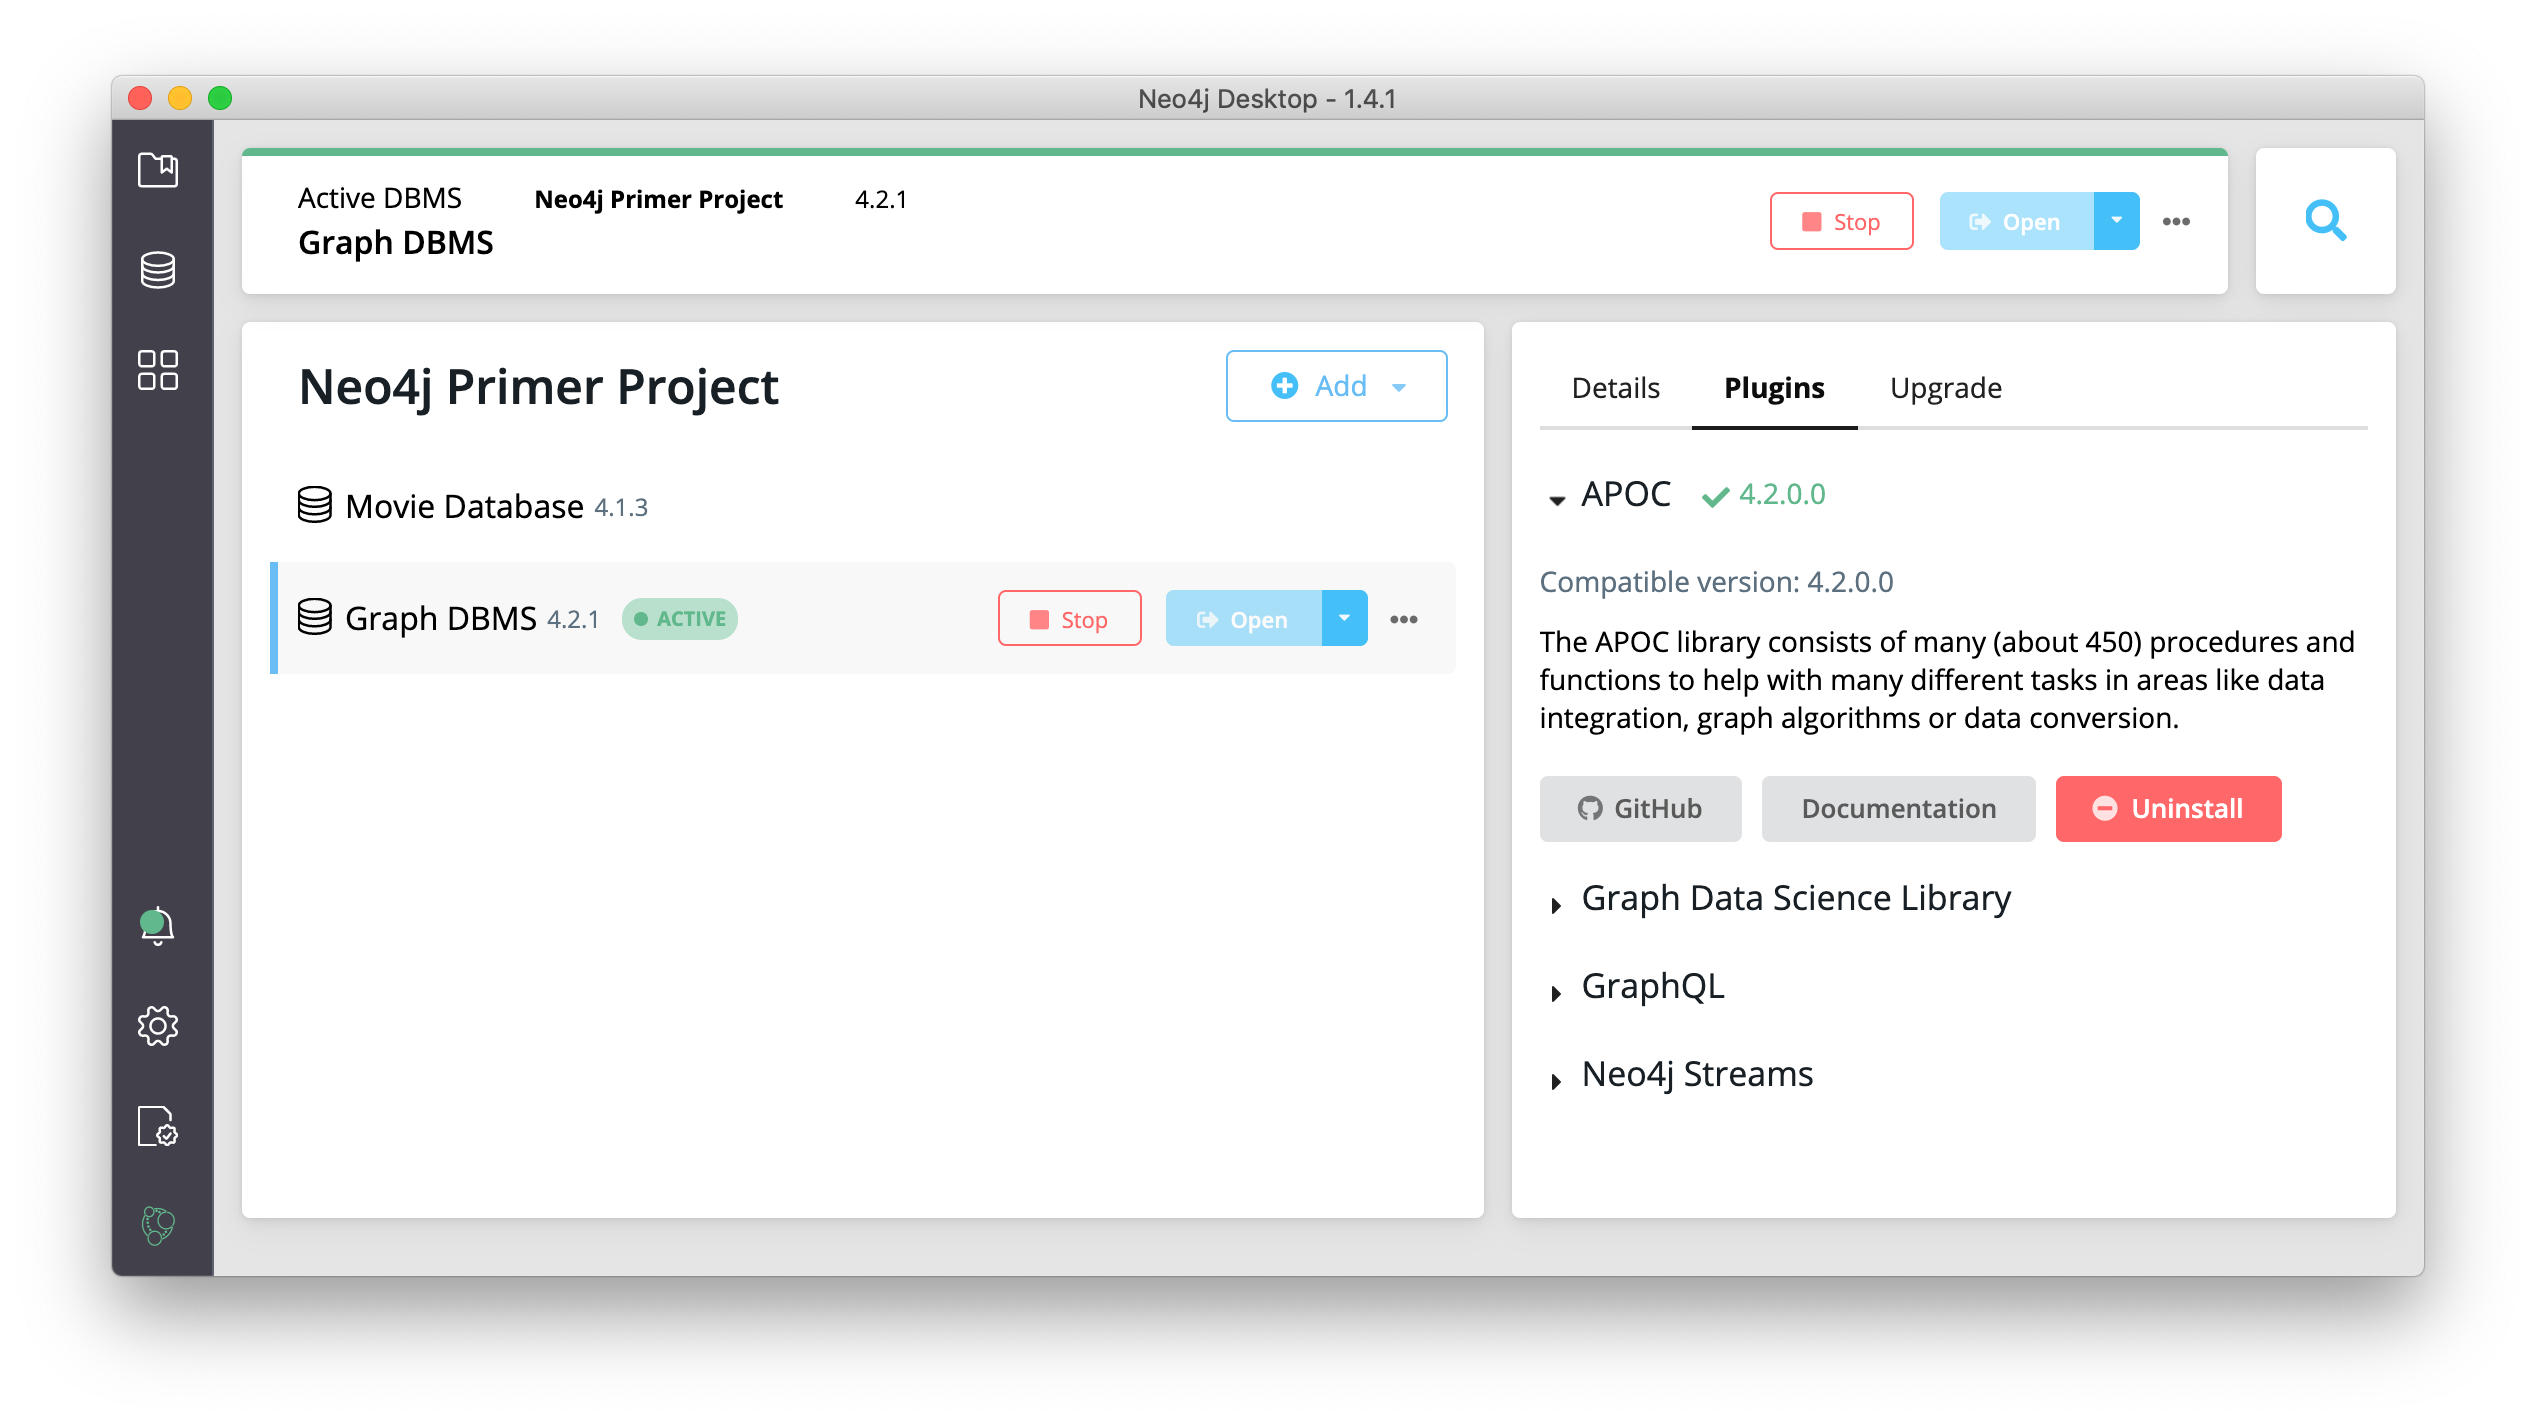 Neo4j Desktop - 1.4.1
Active DBMS Neo4j Primer Project 4.2.1
Graph DBMS
Stop Open
Neo4j Primer Project
Add
Movie Database 4.1.3
Graph DBMS 4.2.1 ACTIVE Stop Open
Details Plugins Upgrade
APOC 4.2.0.0
Compatible version: 4.2.0.0
The APOC library consists of many (about 450) procedures and
functions to help with many different tasks in areas like data
integration, graph algorithms or data conversion.
GitHub Documentation Uninstall
Graph Data Science Library
GraphQL
Neo4j Streams